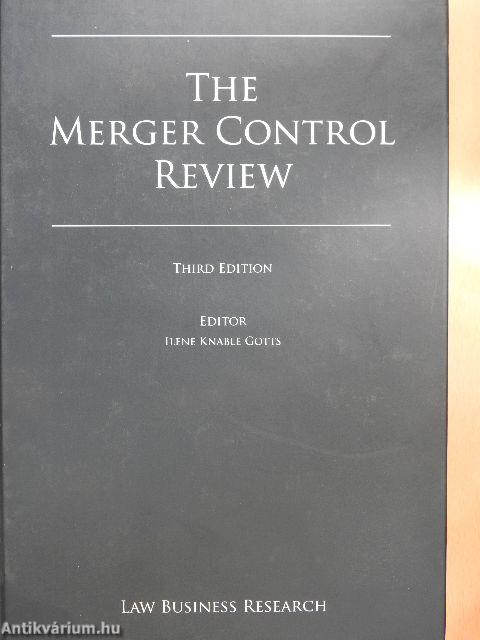 THE
MERGER CONTROL
REVIEW
THIRD EDITION
EDITOR
ILENE KNABLE GOTTS
LAW BUSINESS RESEARCH
Antikvárium.hu